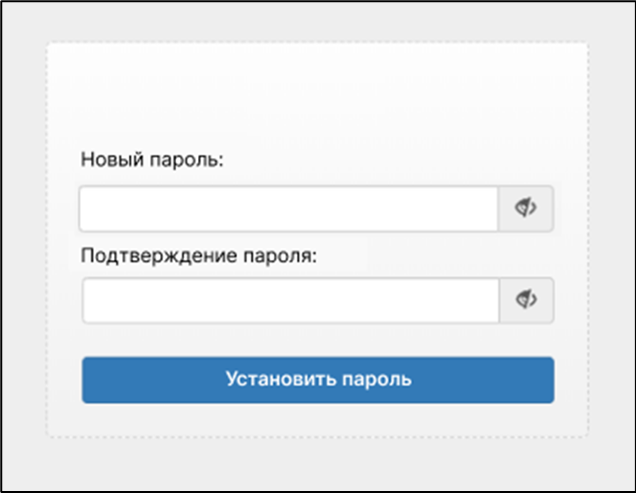 Новый пароль:
Подтверждение пароля:
Установить пароль